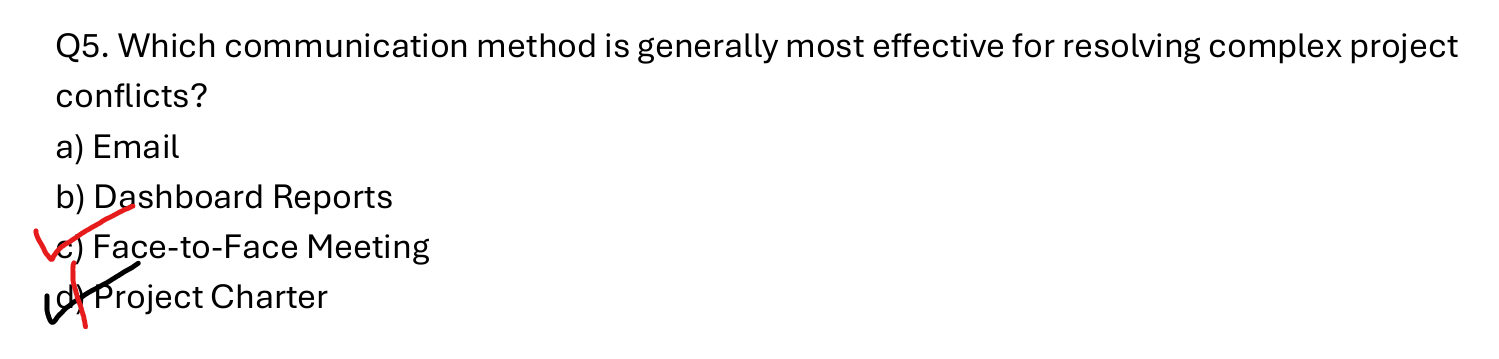 Q5. Which communication method is generally most effective for resolving complex project
conflicts?
a) Email
b) Dashboard Reports
c) Face-to-Face Meeting
d) Project Charter